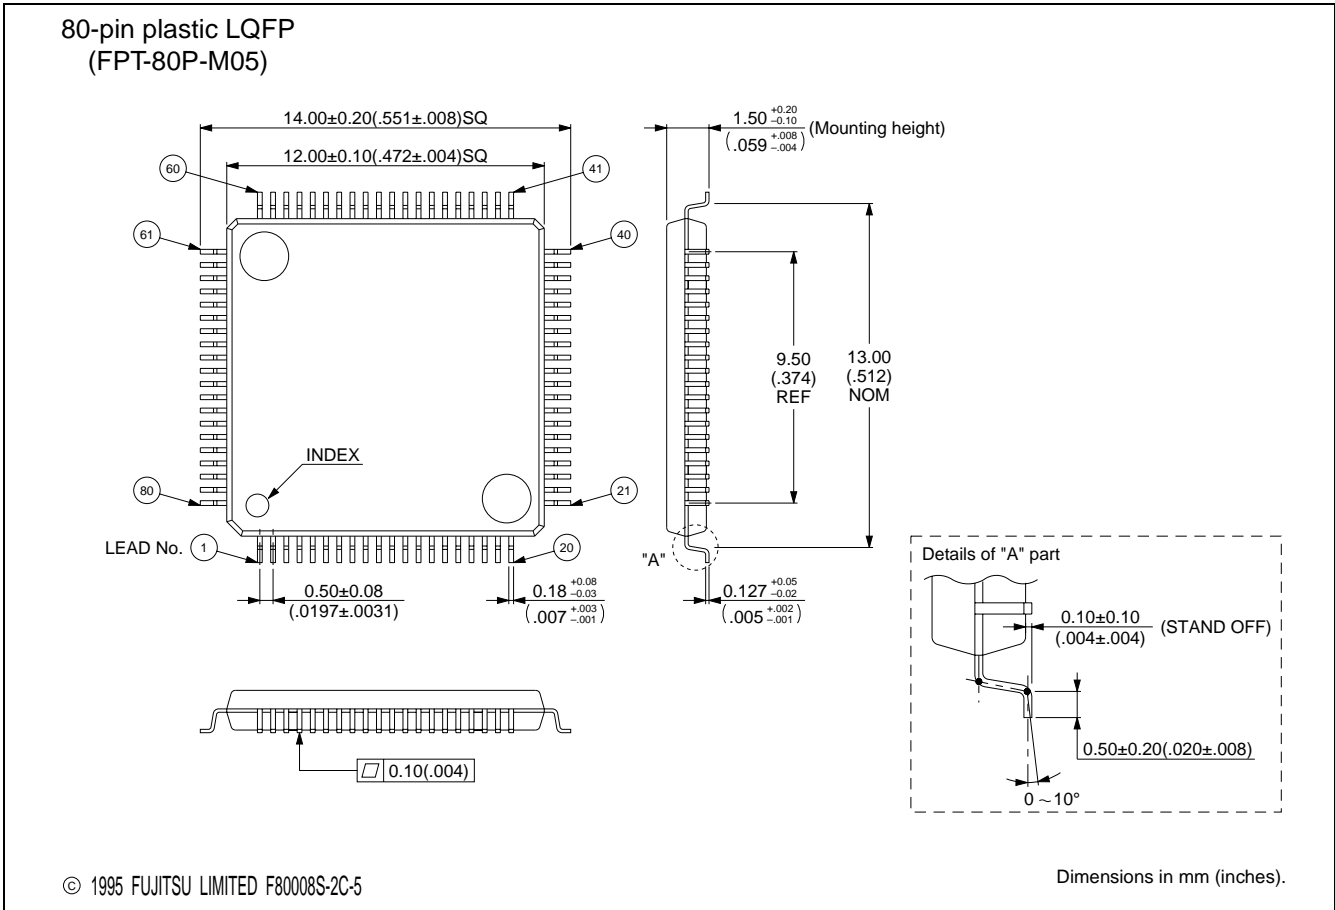 80-pin plastic LQFP
(FPT-80P-M05)
14.00±0.20(.551±.008)SQ
12.00±0.10(.472±.004)SQ
1.50 +0.20 –0.10
(.059 +.008 –.004)
(Mounting height)
60
41
61
40
9.50
(.374)
REF
13.00
(.512)
NOM
INDEX
80
21
LEAD No.
1
20
"A"
0.50±0.08
(.0197±.0031)
0.18 +0.08 –0.03
(.007 +.003 –.001)
0.127 +0.05 –0.02
(.005 +.002 –.001)
Details of "A" part
0.10±0.10
(.004±.004)
(STAND OFF)
0.50±0.20(.020±.008)
0 ~10°
0.10(.004)
© 1995 FUJITSU LIMITED F80008S-2C-5
Dimensions in mm (inches).